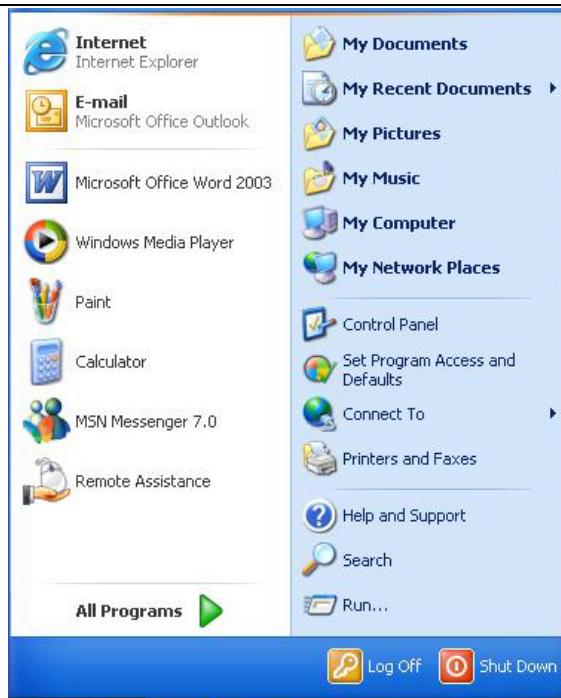 Internet
Internet Explorer
E-mail
Microsoft Office Outlook
Microsoft Office Word 2003
Windows Media Player
Paint
Calculator
MSN Messenger 7.0
Remote Assistance
All Programs
My Documents
My Recent Documents
My Pictures
My Music
My Computer
My Network Places
Control Panel
Set Program Access and
Defaults
Connect To
Printers and Faxes
Help and Support
Search
Run...
Log Off
Shut Down